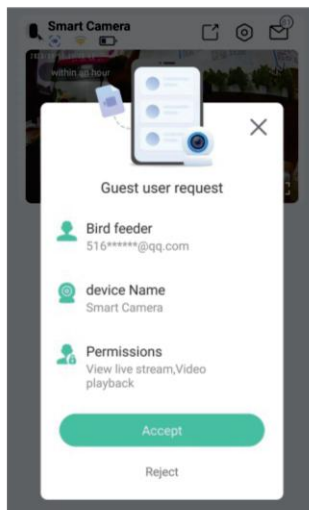 Smart Camera
within an hour
Guest user request
Bird feeder
516******@qq.com
device Name
Smart Camera
Permissions
View live stream,Video
playback
Accept
Reject